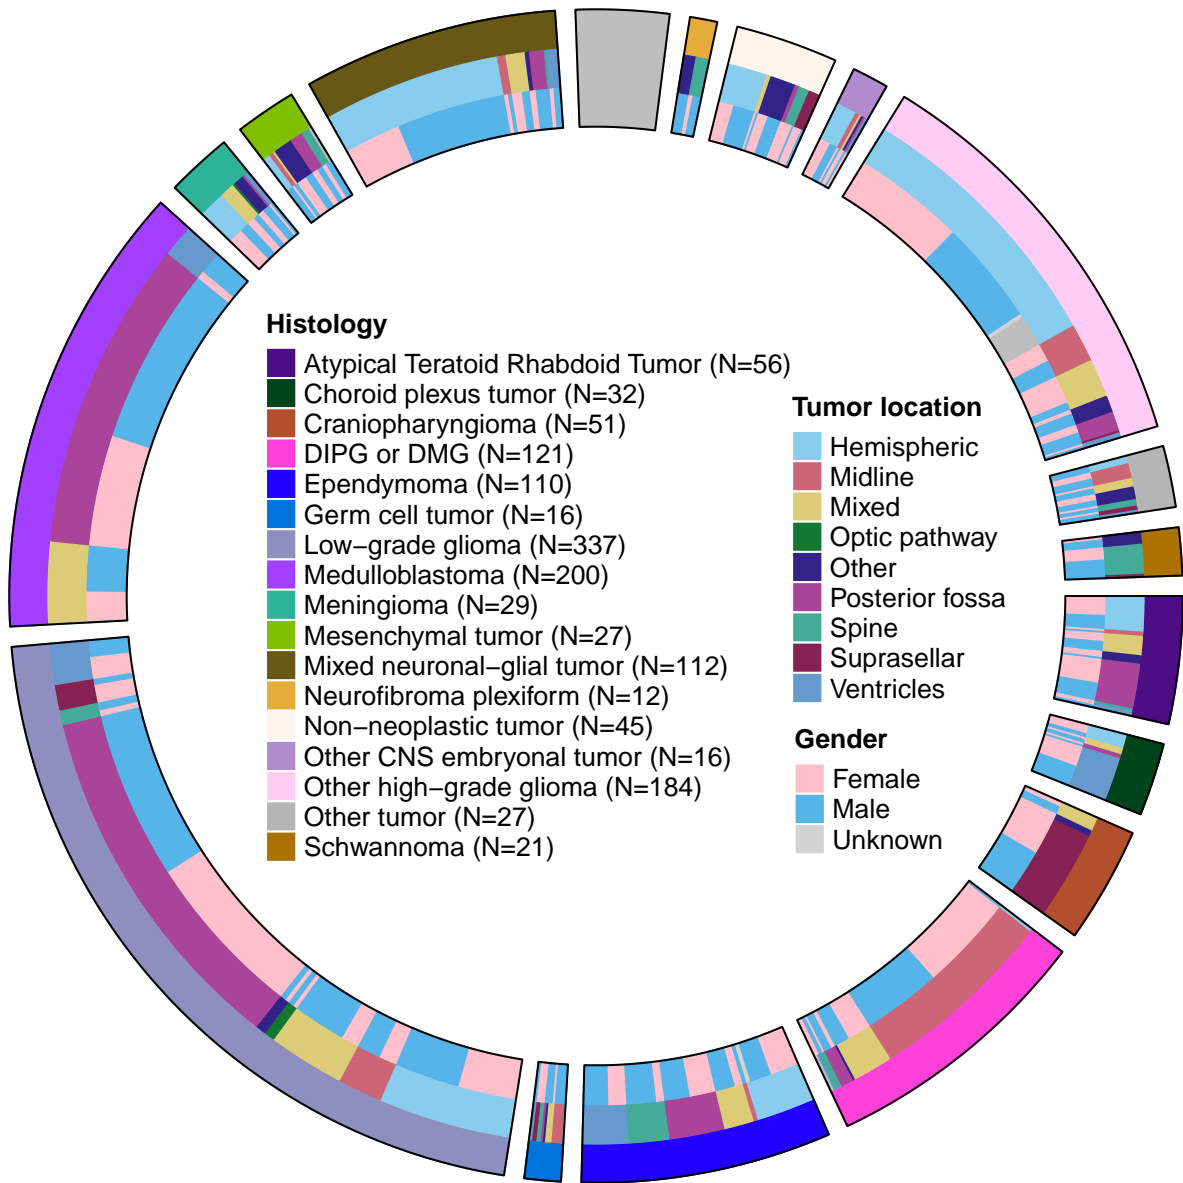 Histology
Atypical Teratoid Rhabdoid Tumor (N=56)
Choroid plexus tumor (N=32)
Craniopharyngioma (N=51)
DIPG or DMG (N=121)
Ependymoma (N=110)
Germ cell tumor (N=16)
Low−grade glioma (N=337)
Medulloblastoma (N=200)
Meningioma (N=29)
Mesenchymal tumor (N=27)
Mixed neuronal−glial tumor (N=112)
Neurofibroma plexiform (N=12)
Non−neoplastic tumor (N=45)
Other CNS embryonal tumor (N=16)
Other high−grade glioma (N=184)
Other tumor (N=27)
Schwannoma (N=21)
Tumor location
Hemispheric
Midline
Mixed
Optic pathway
Other
Posterior fossa
Spine
Suprasellar
Ventricles
Gender
Female
Male
Unknown